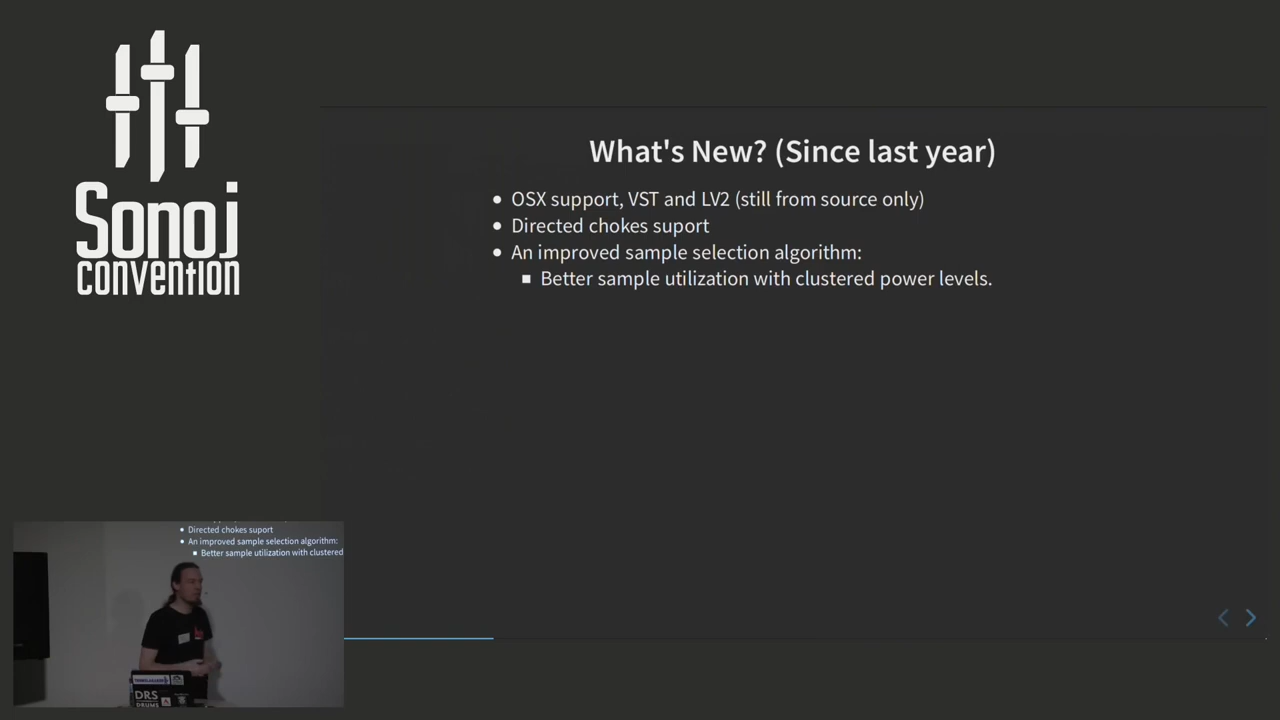 Sonoj
convention
What's New? (Since last year)
OSX support, VST and LV2 (still from source only)
Directed chokes suport
An improved sample selection algorithm:
Better sample utilization with clustered power levels.
Directed chokes suport
An improved sample selection algorithm:
Better sample utilization with clustered
DRS
DRUMS